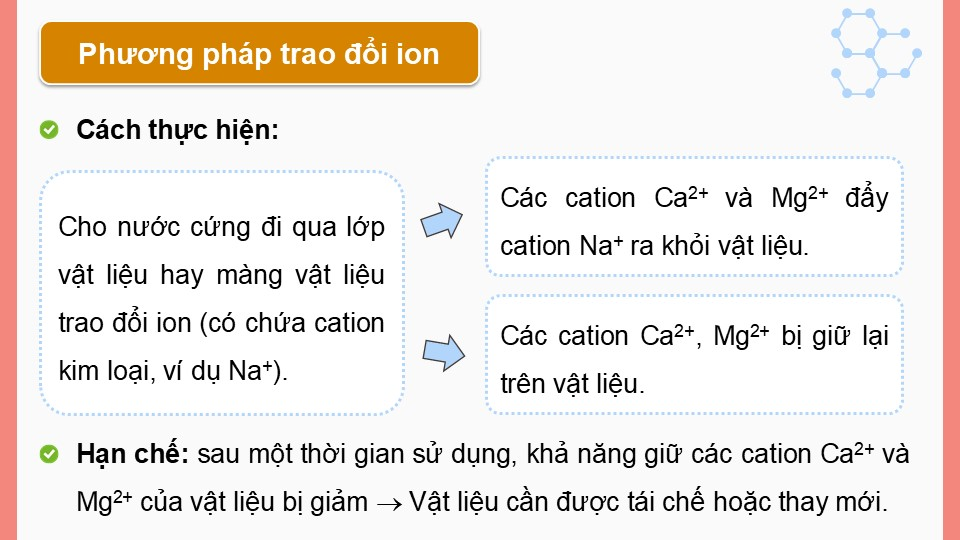 Phương pháp trao đổi ion
Cách thực hiện:
Cho nước cứng đi qua lớp
vật liệu hay màng vật liệu
trao đổi ion (có chứa cation
kim loại, ví dụ Na⁺).
Các cation Ca²⁺ và Mg²⁺ đẩy
cation Na⁺ ra khỏi vật liệu.
Các cation Ca²⁺, Mg²⁺ bị giữ lại
trên vật liệu.
Hạn chế: sau một thời gian sử dụng, khả năng giữ các cation Ca²⁺ và
Mg²⁺ của vật liệu bị giảm → Vật liệu cần được tái chế hoặc thay mới.